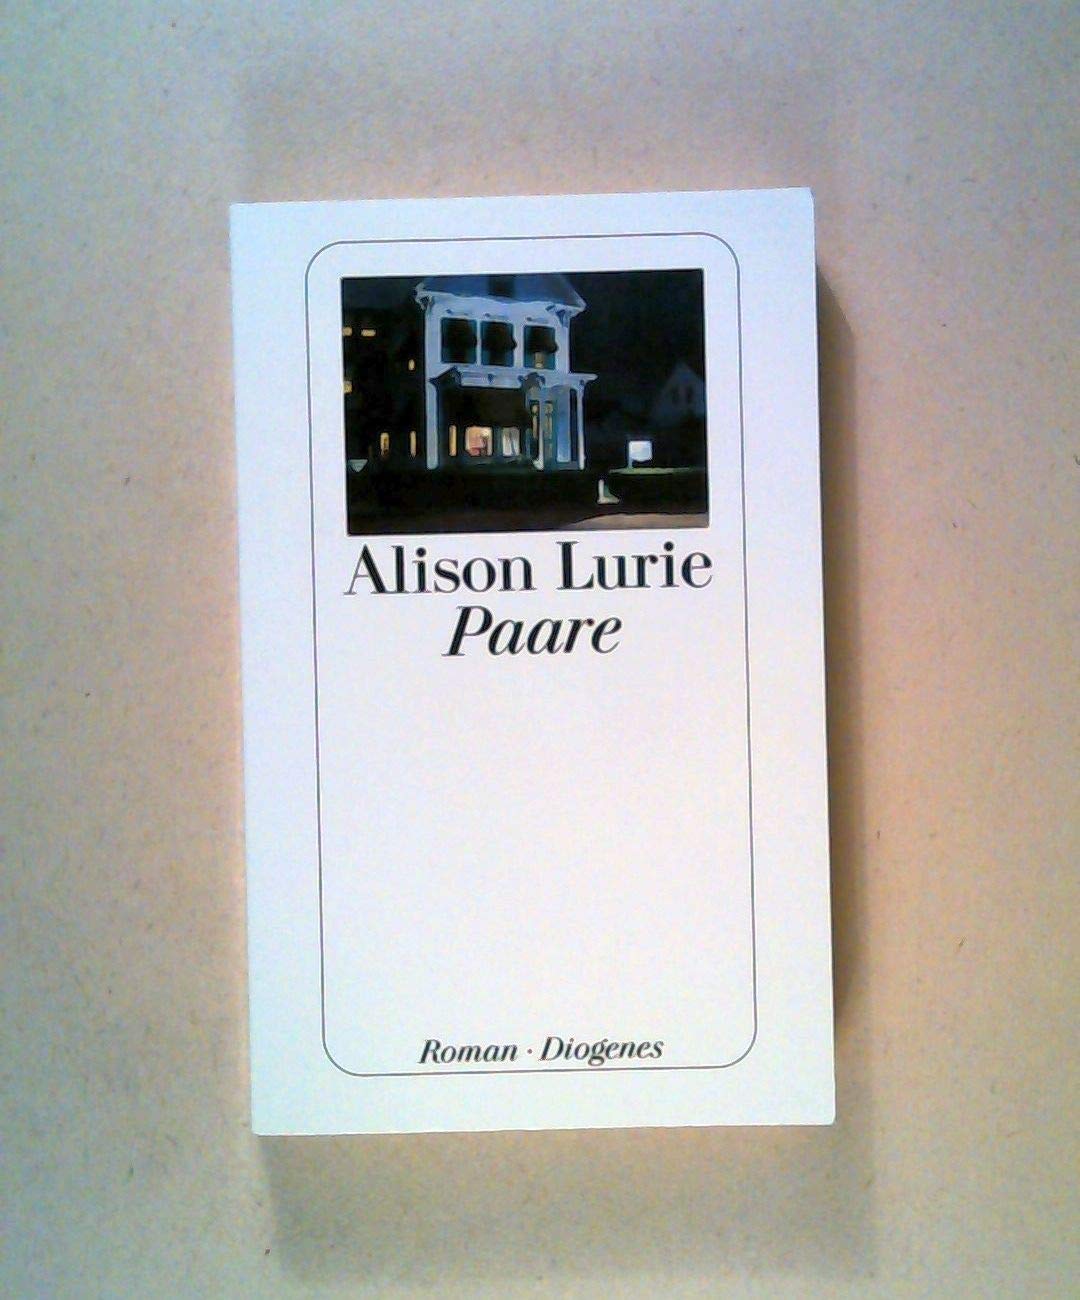 Alison Lurie
Paare
Roman · Diogenes